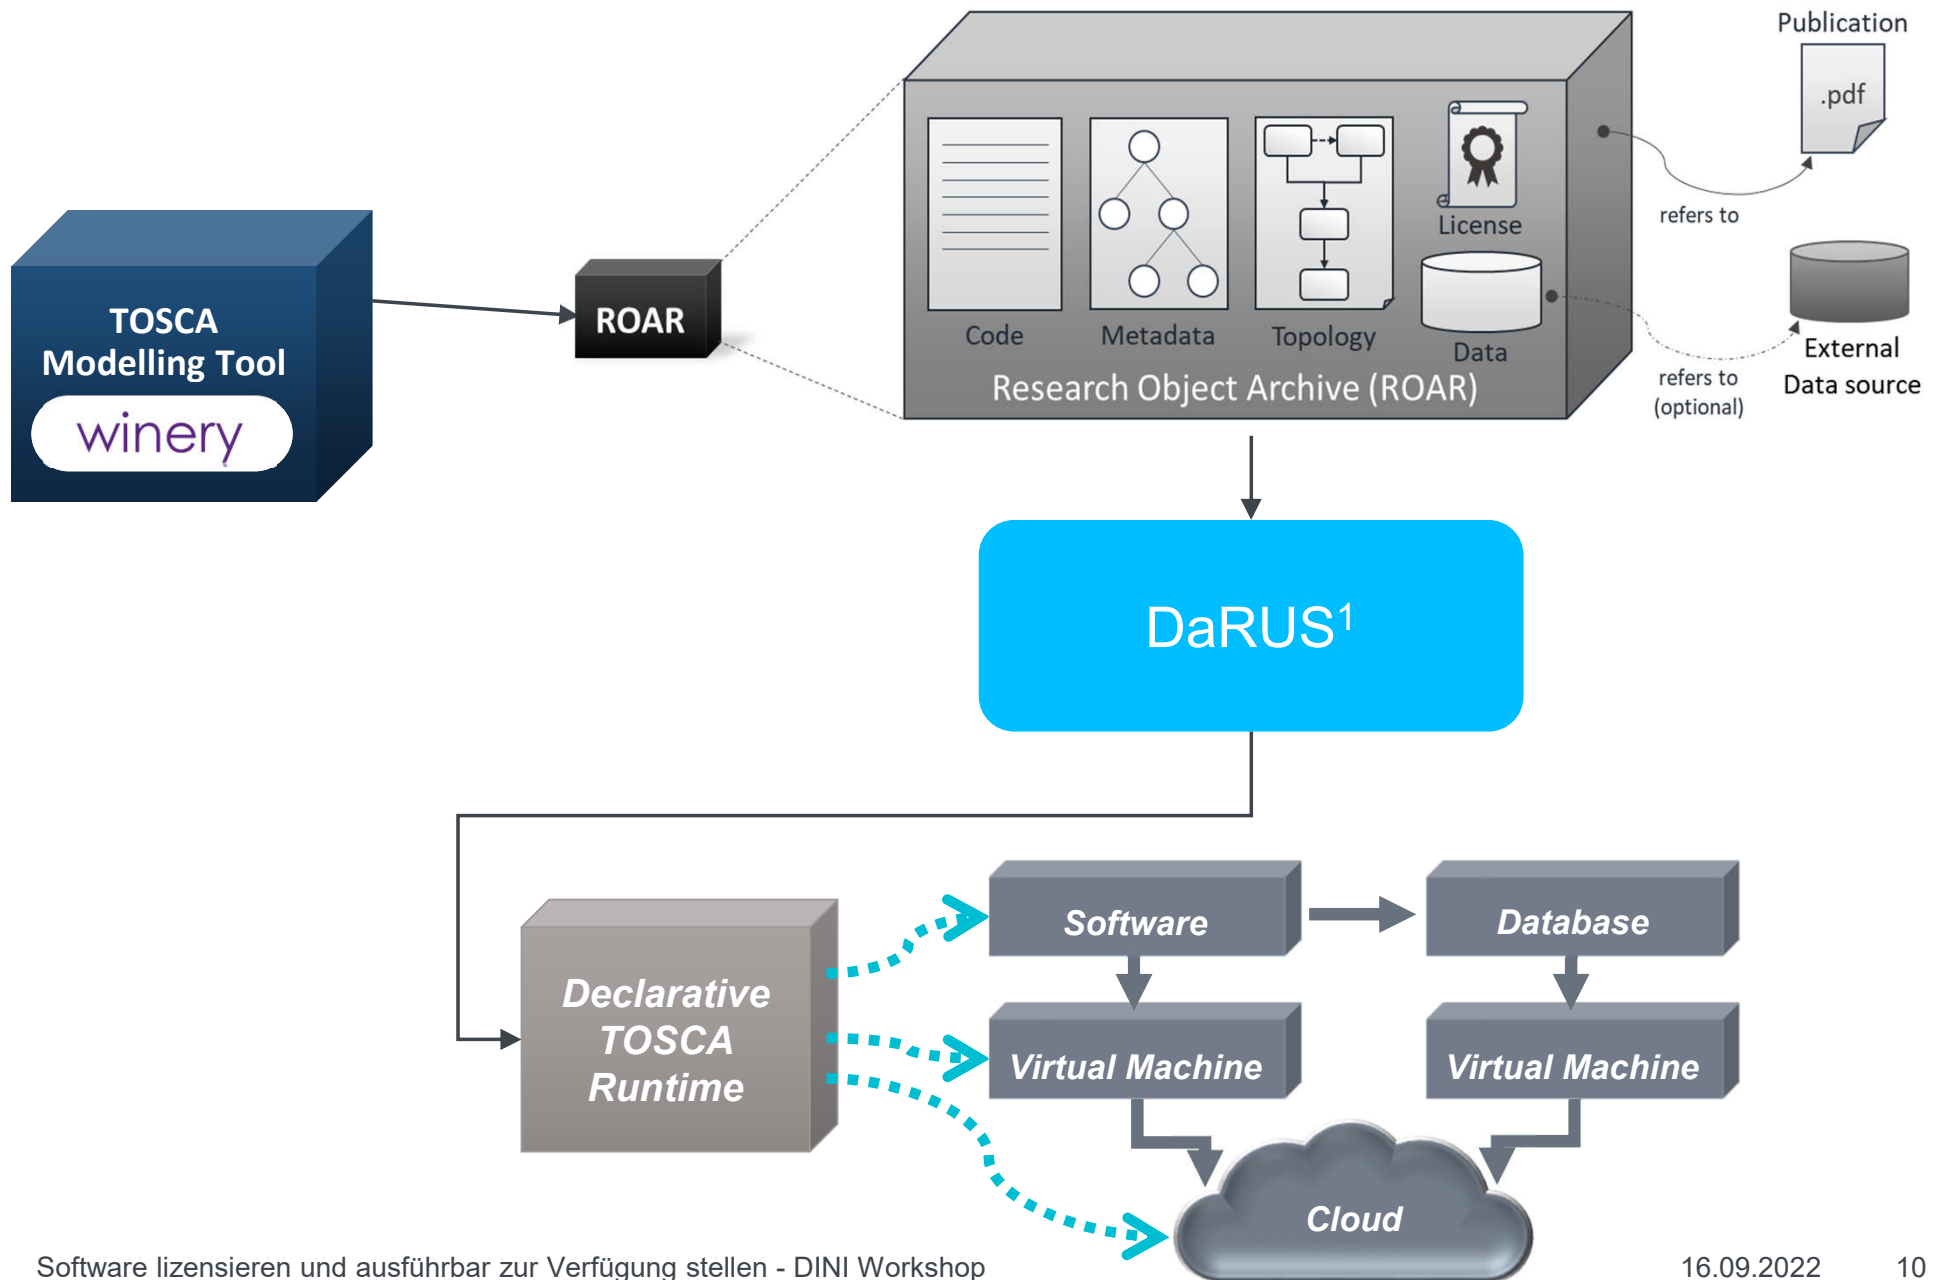 Publication
.pdf
refers to
License
Code
Metadata
Topology
Data
Research Object Archive (ROAR)
refers to
(optional)
External
Data source
TOSCA
Modelling Tool
winery
ROAR
DaRUS¹
Declarative
TOSCA
Runtime
Software
Database
Virtual Machine
Virtual Machine
Cloud
Software lizensieren und ausführbar zur Verfügung stellen - DINI Workshop
16.09.2022
10